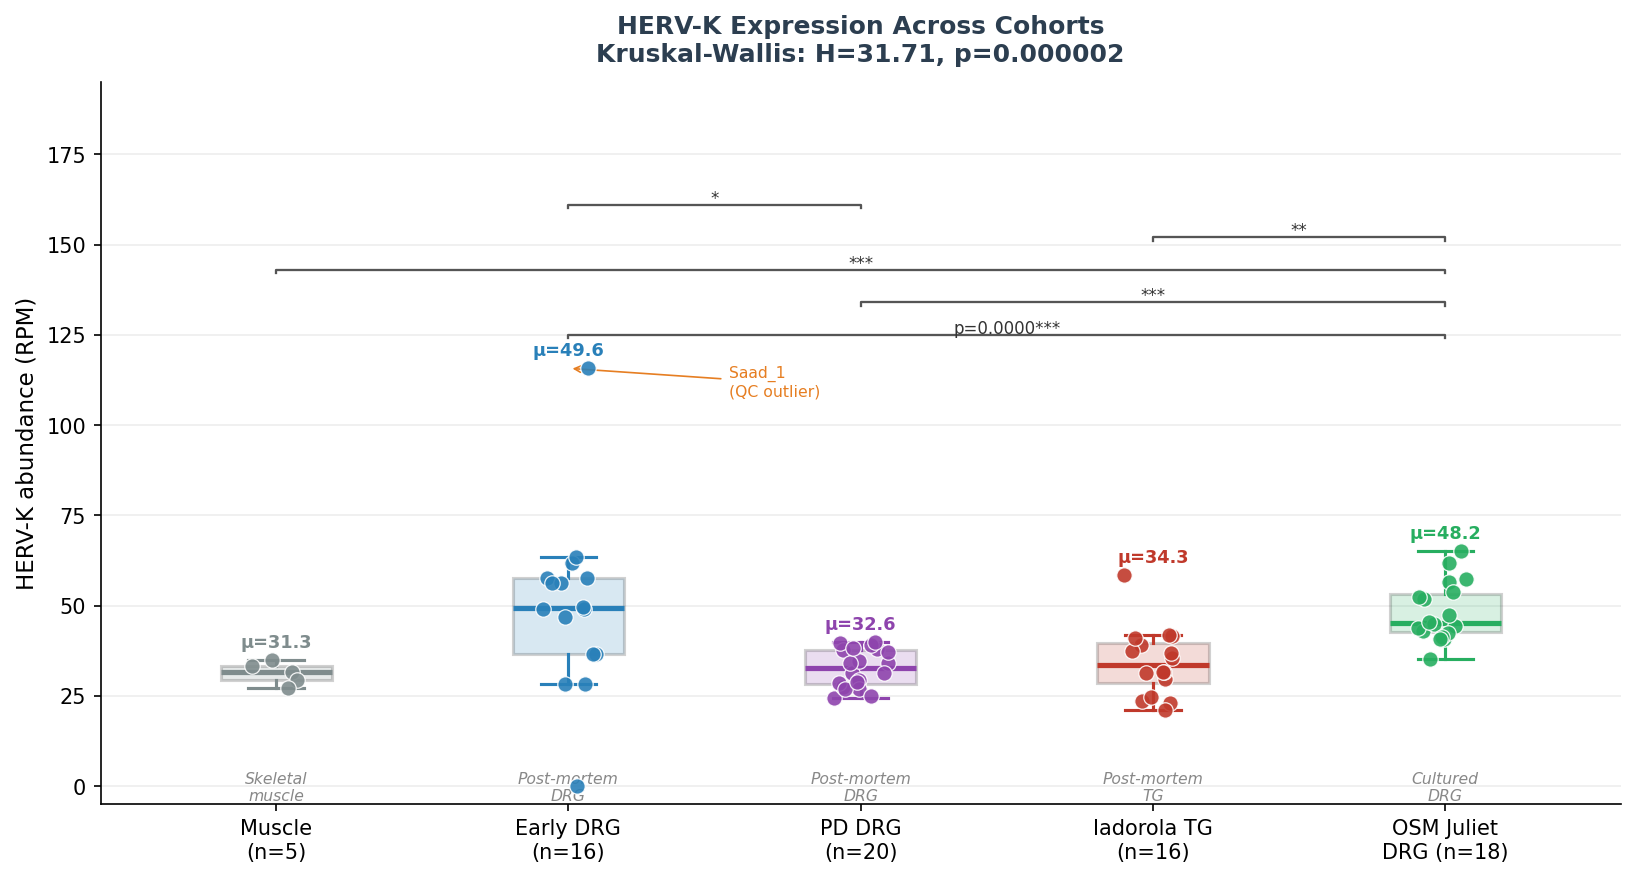 HERV-K Expression Across Cohorts
Kruskal-Wallis: H=31.71, p=0.000002
HERV-K abundance (RPM)
175
150
125
100
75
50
25
0
*
**
***
***
p=0.0000***
μ=49.6
Saad_1
(QC outlier)
μ=31.3
μ=32.6
μ=34.3
μ=48.2
Skeletal
muscle
Post-mortem
DRG
Post-mortem
DRG
Post-mortem
TG
Cultured
DRG
Muscle
(n=5)
Early DRG
(n=16)
PD DRG
(n=20)
Iadorola TG
(n=16)
OSM Juliet
DRG (n=18)